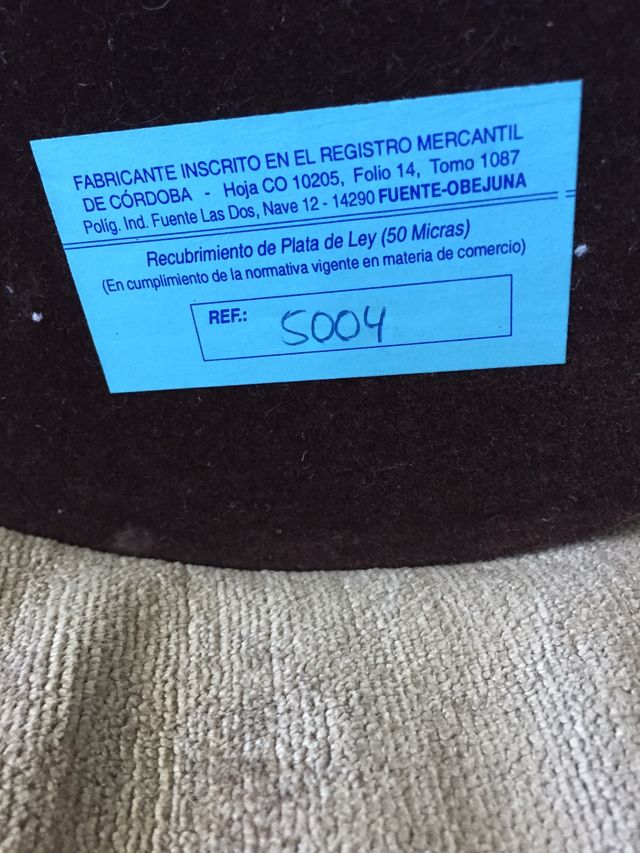 FABRICANTE INSCRITO EN EL REGISTRO MERCANTIL
DE CÓRDOBA - Hoja CO 10205, Folio 14, Tomo 1087
Políg. Ind. Fuente Las Dos, Nave 12 - 14290 FUENTE-OBEJUNA
Recubrimiento de Plata de Ley (50 Micras)
(En cumplimiento de la normativa vigente en materia de comercio)
REF.: 5004